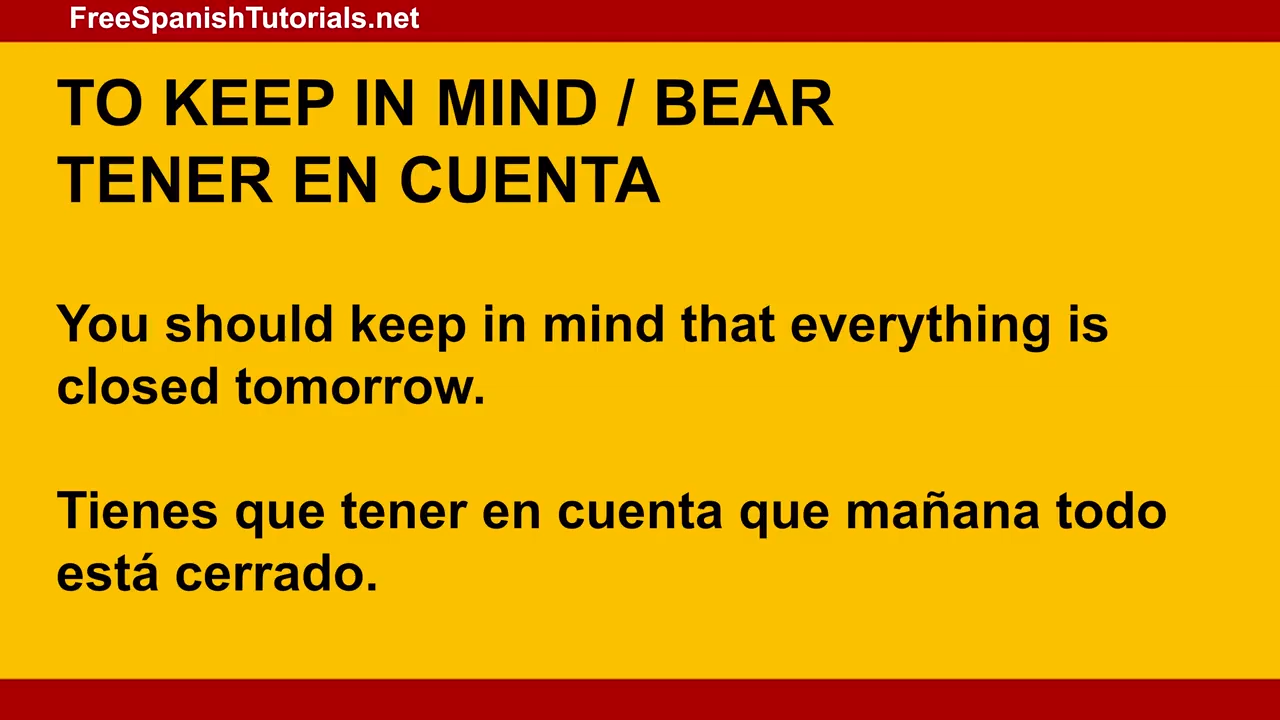 FreeSpanishTutorials.net
TO KEEP IN MIND / BEAR
TENER EN CUENTA
You should keep in mind that everything is
closed tomorrow.
Tienes que tener en cuenta que mañana todo
está cerrado.